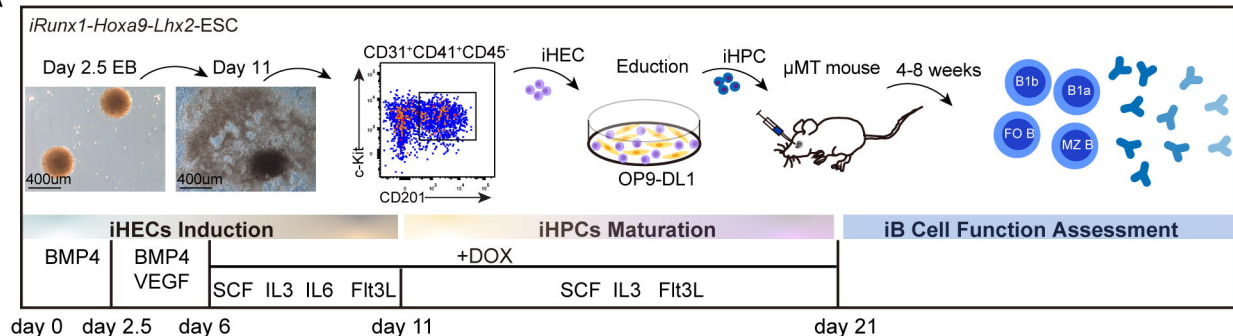 iRunx1-Hoxa9-Lhx2-ESC
Day 2.5 EB
Day 11
CD31+CD41+CD45-
iHEC
Eduction
iHPC
µMT mouse
4-8 weeks
400um
400um
c-Kit
CD201
OP9-DL1
B1b
B1a
FO B
MZ B
iHECs Induction
iHPCs Maturation
iB Cell Function Assessment
BMP4
BMP4
VEGF
+DOX
SCF IL3 IL6 Flt3L
SCF IL3 Flt3L
day 0
day 2.5
day 6
day 11
day 21